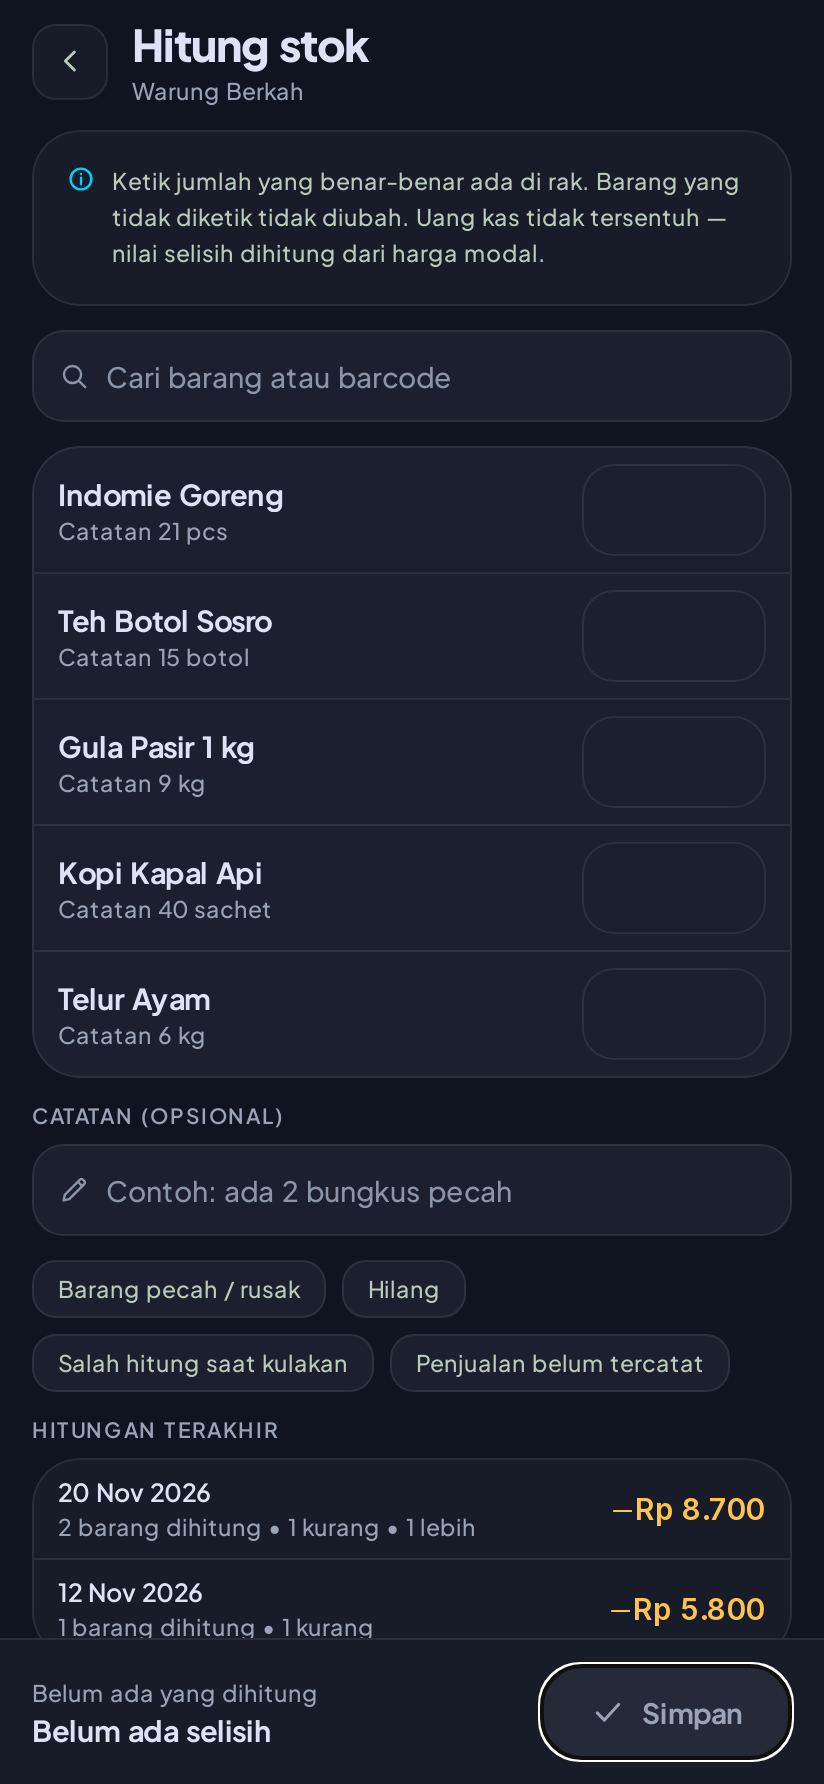 Hitung stok
Warung Berkah
Ketik jumlah yang benar-benar ada di rak. Barang yang
tidak diketik tidak diubah. Uang kas tidak tersentuh —
nilai selisih dihitung dari harga modal.
Cari barang atau barcode
Indomie Goreng
Catatan 21 pcs
Teh Botol Sosro
Catatan 15 botol
Gula Pasir 1 kg
Catatan 9 kg
Kopi Kapal Api
Catatan 40 sachet
Telur Ayam
Catatan 6 kg
CATATAN (OPSIONAL)
Contoh: ada 2 bungkus pecah
Barang pecah / rusak
Hilang
Salah hitung saat kulakan
Penjualan belum tercatat
HITUNGAN TERAKHIR
20 Nov 2026
2 barang dihitung • 1 kurang • 1 lebih
—Rp 8.700
12 Nov 2026
1 barang dihitung • 1 kurang
—Rp 5.800
Belum ada yang dihitung
Belum ada selisih
Simpan